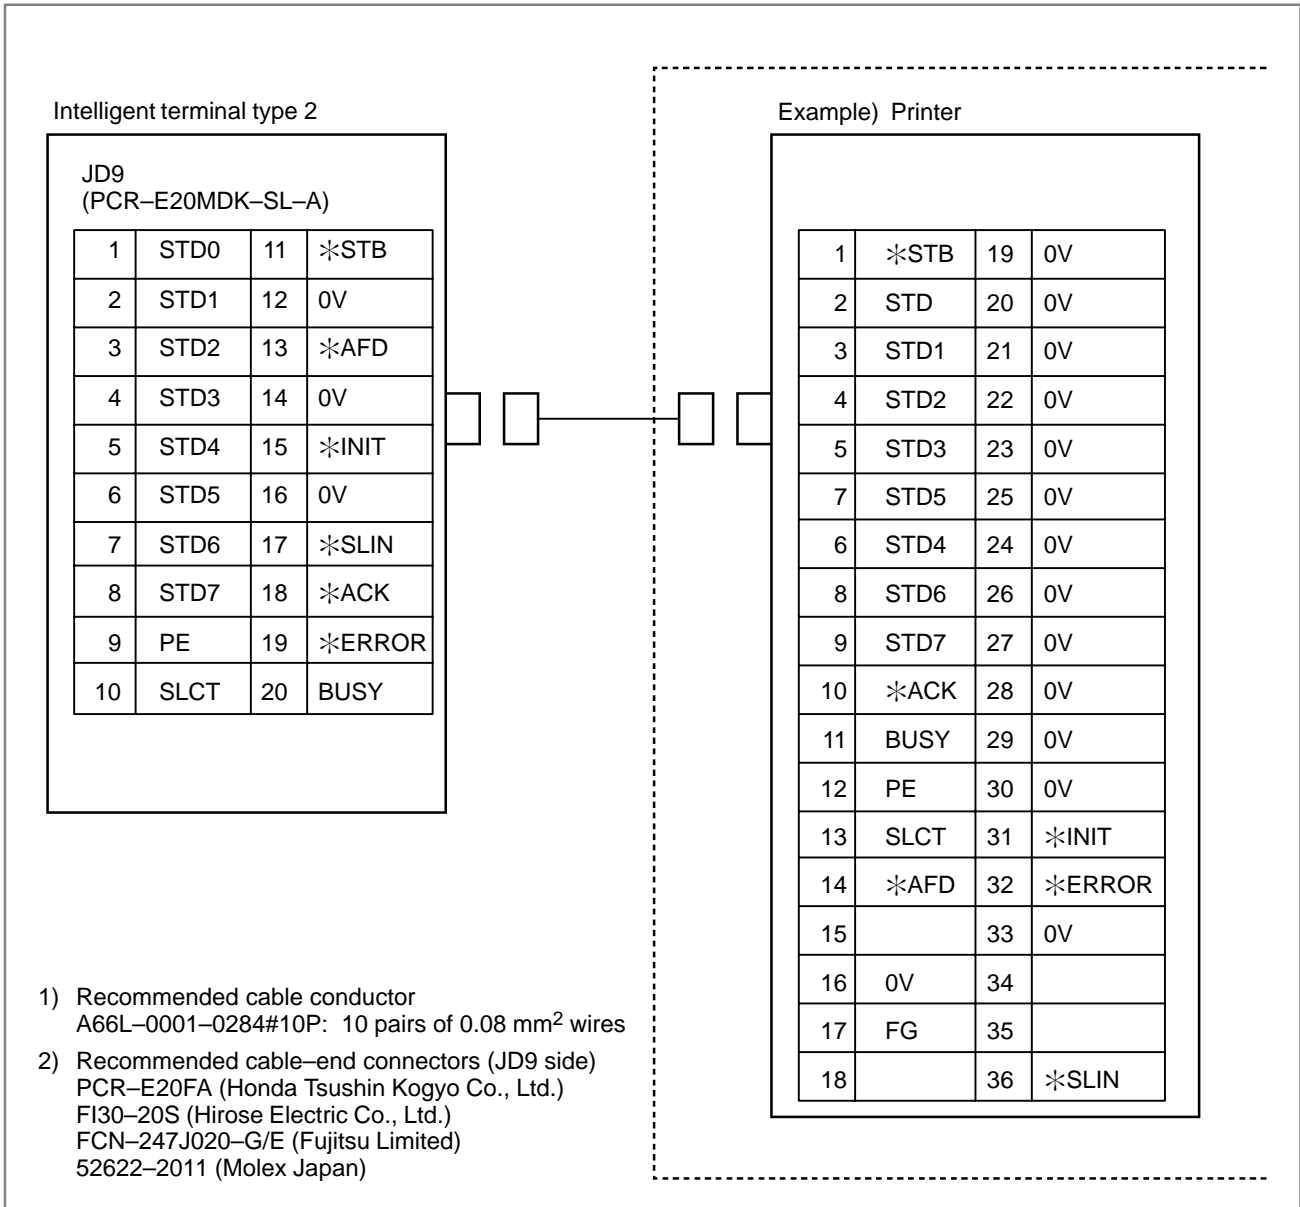 Intelligent terminal type 2
JD9
(PCR–E20MDK–SL–A)
1 STD0 11 ✳STB
2 STD1 12 0V
3 STD2 13 ✳AFD
4 STD3 14 0V
5 STD4 15 ✳INIT
6 STD5 16 0V
7 STD6 17 ✳SLIN
8 STD7 18 ✳ACK
9 PE 19 ✳ERROR
10 SLCT 20 BUSY
Example) Printer
1 ✳STB 19 0V
2 STD 20 0V
3 STD1 21 0V
4 STD2 22 0V
5 STD3 23 0V
7 STD5 25 0V
6 STD4 24 0V
8 STD6 26 0V
9 STD7 27 0V
10 ✳ACK 28 0V
11 BUSY 29 0V
12 PE 30 0V
13 SLCT 31 ✳INIT
14 ✳AFD 32 ✳ERROR
15 33 0V
16 0V 34
17 FG 35
18 36 ✳SLIN
1) Recommended cable conductor
A66L–0001–0284#10P: 10 pairs of 0.08 mm² wires
2) Recommended cable–end connectors (JD9 side)
PCR–E20FA (Honda Tsushin Kogyo Co., Ltd.)
FI30–20S (Hirose Electric Co., Ltd.)
FCN–247J020–G/E (Fujitsu Limited)
52622–2011 (Molex Japan)